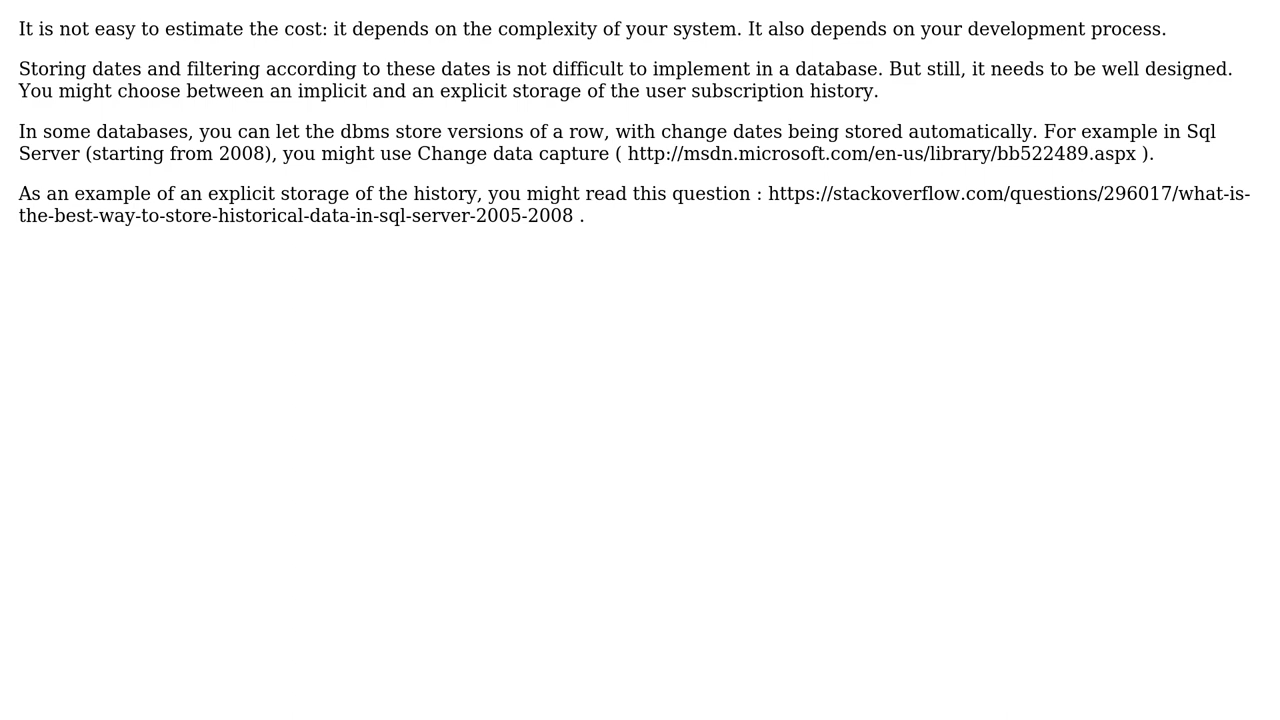 It is not easy to estimate the cost: it depends on the complexity of your system. It also depends on your development process.
Storing dates and filtering according to these dates is not difficult to implement in a database. But still, it needs to be well designed.
You might choose between an implicit and an explicit storage of the user subscription history.
In some databases, you can let the dbms store versions of a row, with change dates being stored automatically. For example in Sql
Server (starting from 2008), you might use Change data capture ( http://msdn.microsoft.com/en-us/library/bb522489.aspx ).
As an example of an explicit storage of the history, you might read this question : https://stackoverflow.com/questions/296017/what-is-
the-best-way-to-store-historical-data-in-sql-server-2005-2008 .